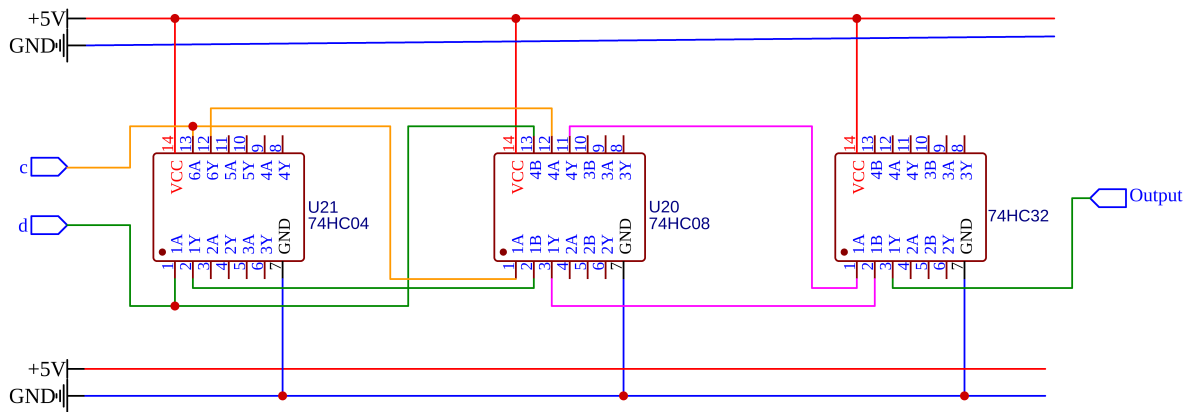 +5V
GND
14 13 12 11 10 9 8
14 13 12 11 10 9 8
14 13 12 11 10 9 8
c
VCC 6A 6Y 5A 5Y 4A 4Y
VCC 4B 4A 4Y 3B 3A 3Y
VCC 4B 4A 4Y 3B 3A 3Y
Output
U21
74HC04
U20
74HC08
74HC32
d
1A 1Y 2A 2Y 3A 3Y GND
1A 1B 1Y 2A 2B 2Y GND
1A 1B 1Y 2A 2B 2Y GND
1 2 3 4 5 6 7
1 2 3 4 5 6 7
1 2 3 4 5 6 7
+5V
GND